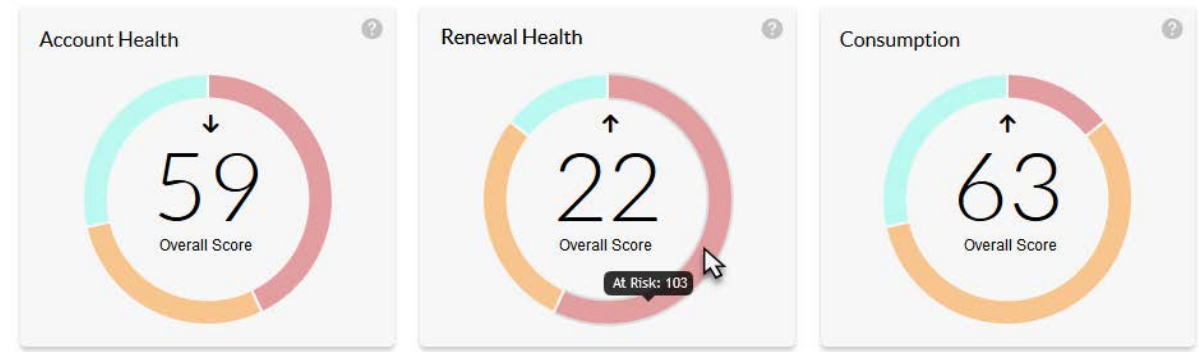 Account Health
?
59
Overall Score
Renewal Health
?
22
Overall Score
At Risk: 103
Consumption
?
63
Overall Score